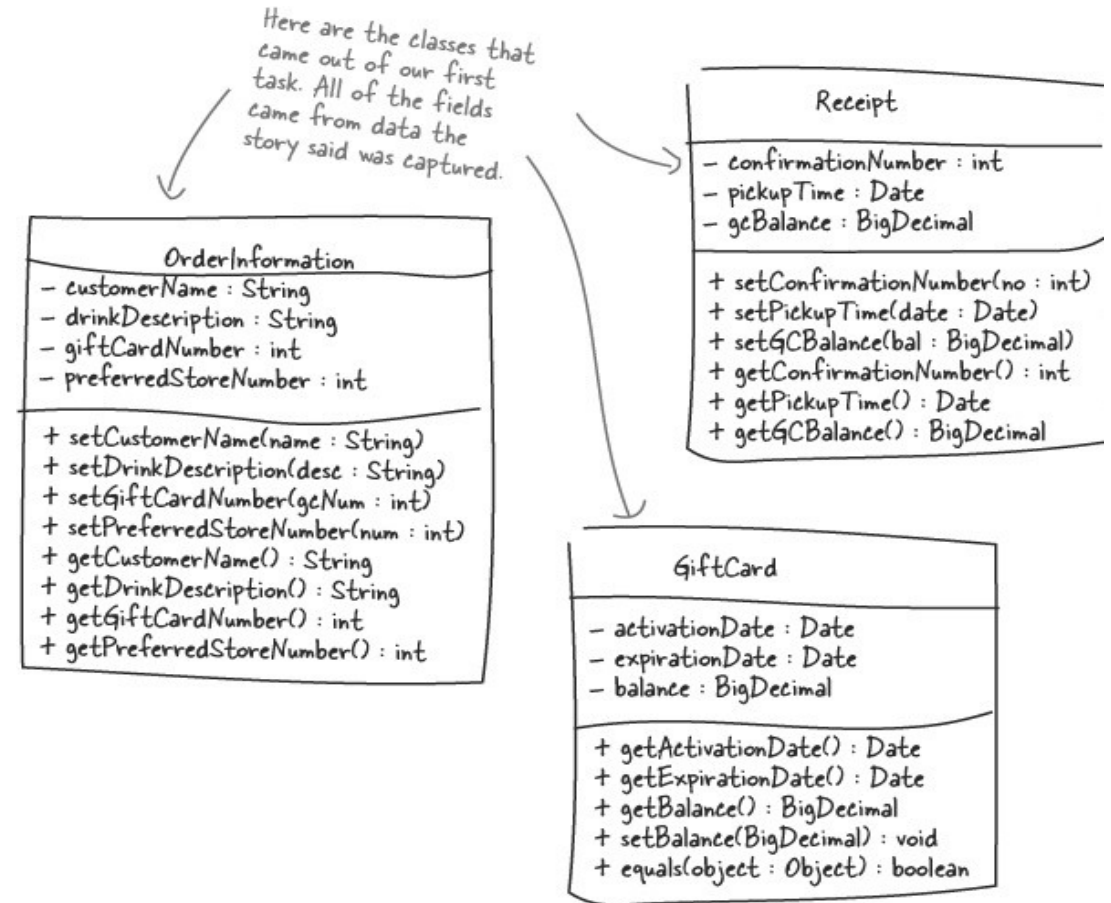 Here are the classes that
came out of our first
task. All of the fields
came from data the
story said was captured.
Receipt
- confirmationNumber : int
- pickupTime : Date
- gcBalance : BigDecimal
+ setConfirmationNumber(no : int)
+ setPickupTime(date : Date)
+ setGCBalance(bal : BigDecimal)
+ getConfirmationNumber() : int
+ getPickupTime() : Date
+ getGCBalance() : BigDecimal
OrderInformation
- customerName : String
- drinkDescription : String
- giftCardNumber : int
- preferredStoreNumber : int
+ setCustomerName(name : String)
+ setDrinkDescription(desc : String)
+ setGiftCardNumber(gcNum : int)
+ setPreferredStoreNumber(num : int)
+ getCustomerName() : String
+ getDrinkDescription() : String
+ getGiftCardNumber() : int
+ getPreferredStoreNumber() : int
GiftCard
- activationDate : Date
- expirationDate : Date
- balance : BigDecimal
+ getActivationDate() : Date
+ getExpirationDate() : Date
+ getBalance() : BigDecimal
+ setBalance(BigDecimal) : void
+ equals(object : Object) : boolean